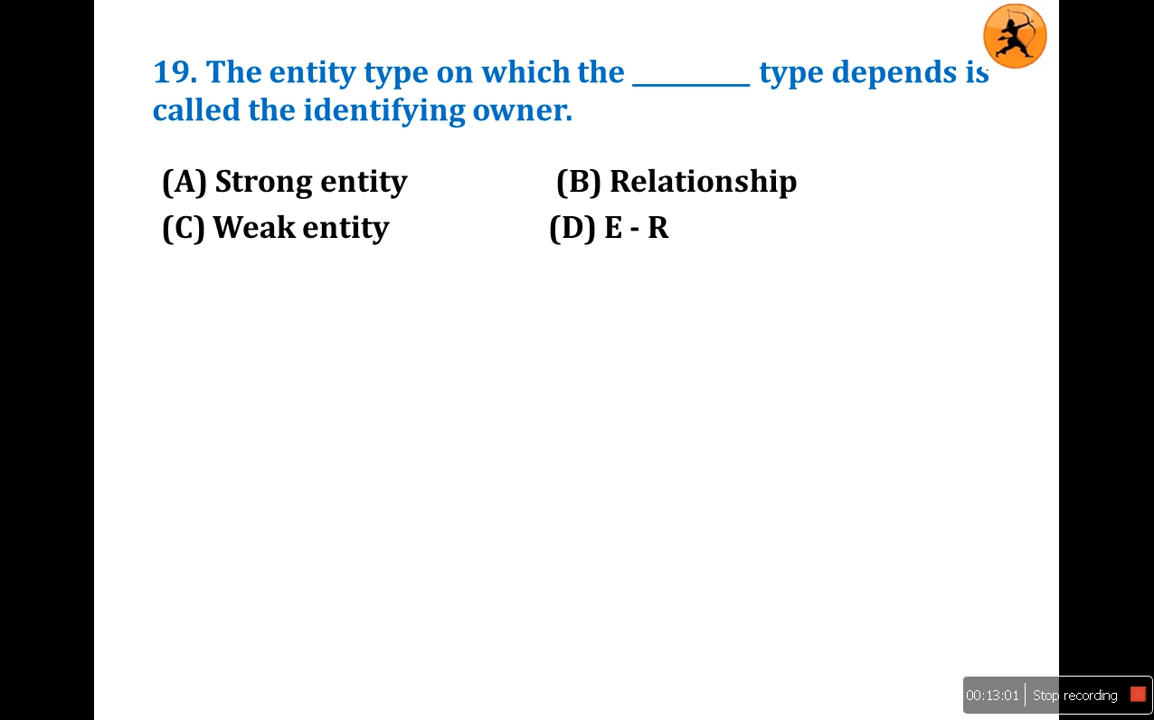 19. The entity type on which the _________ type depends is
called the identifying owner.
(A) Strong entity (B) Relationship
(C) Weak entity (D) E - R
00:13:01 Stop recording